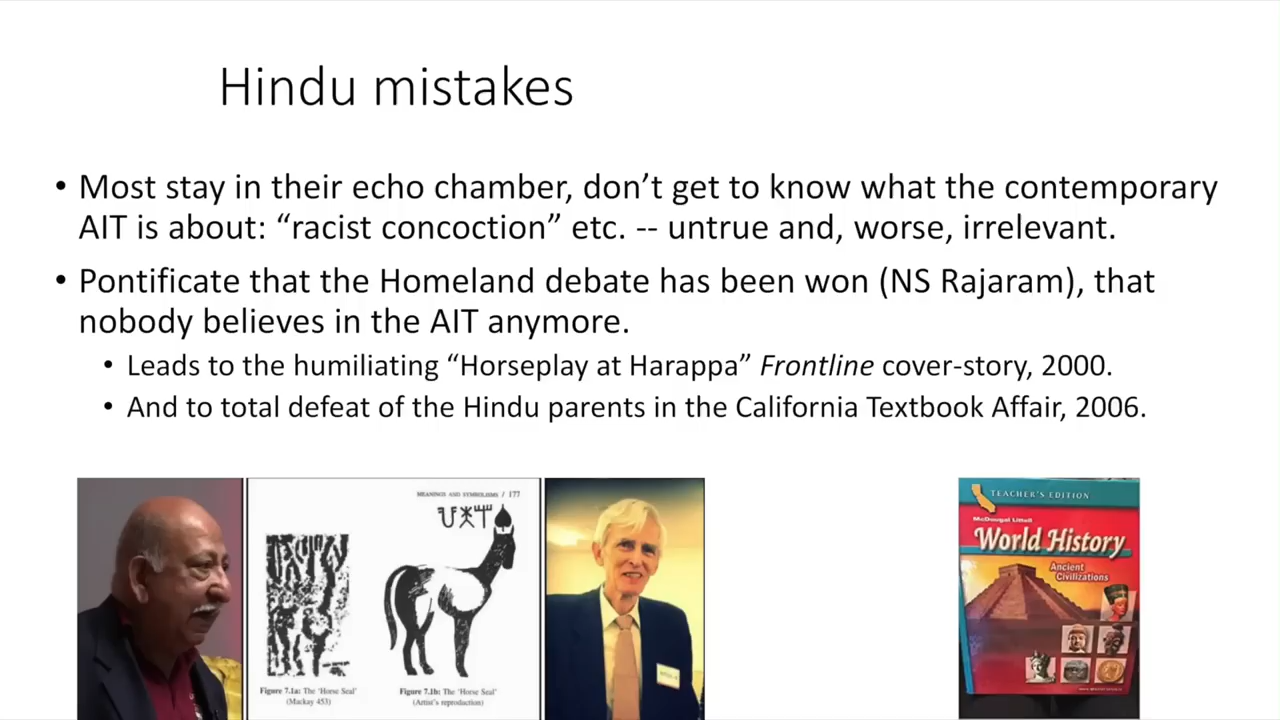 Hindu mistakes
• Most stay in their echo chamber, don’t get to know what the contemporary
AIT is about: “racist concoction” etc. -- untrue and, worse, irrelevant.
• Pontificate that the Homeland debate has been won (NS Rajaram), that
nobody believes in the AIT anymore.
• Leads to the humiliating “Horseplay at Harappa” Frontline cover-story, 2000.
• And to total defeat of the Hindu parents in the California Textbook Affair, 2006.
MEANINGS AND SYMBOLISMS / 177
Figure 7.1a: The 'Horse Seal'
(Mackay 453)
Figure 7.1b: The 'Horse Seal'
(Artist's reproduction)
TEACHER'S EDITION
McDougal Littell
World History
Ancient
Civilizations